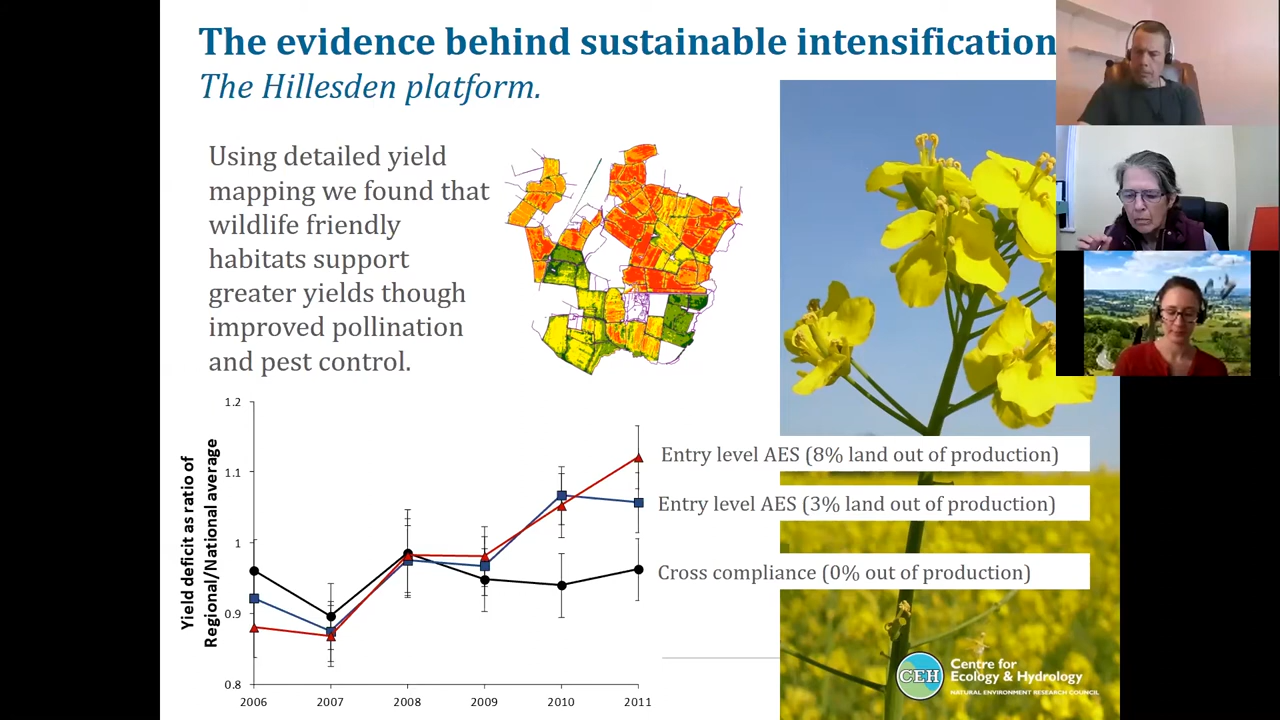 The evidence behind sustainable intensification
The Hillesden platform.
Using detailed yield
mapping we found that
wildlife friendly
habitats support
greater yields though
improved pollination
and pest control.
Yield deficit as ratio of
Regional/National average
1.2
1.1
1
0.9
0.8
2006
2007
2008
2009
2010
2011
Entry level AES (8% land out of production)
Entry level AES (3% land out of production)
Cross compliance (0% out of production)
CEH
Centre for
Ecology & Hydrology
NATURAL ENVIRONMENT RESEARCH COUNCIL